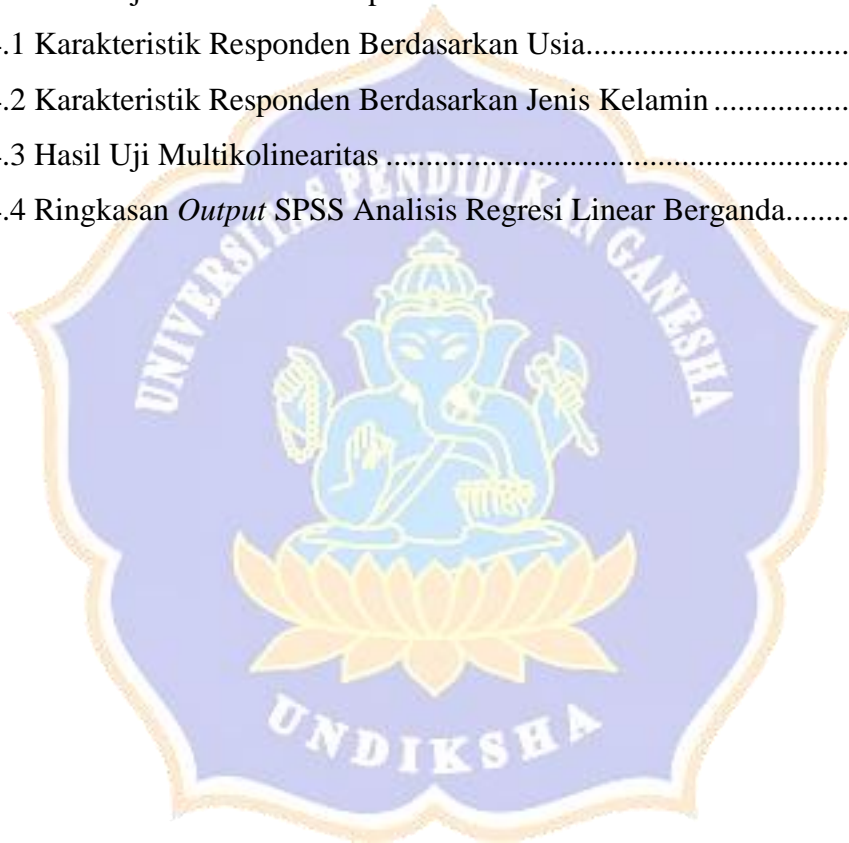 .1 Karakteristik Responden Berdasarkan Usia................................
.2 Karakteristik Responden Berdasarkan Jenis Kelamin .................
.3 Hasil Uji Multikolinearitas .........................................................
.4 Ringkasan Output SPSS Analisis Regresi Linear Berganda........
UNIVERSITAS PENDIDIKAN GANESHA
UNDIKSHA